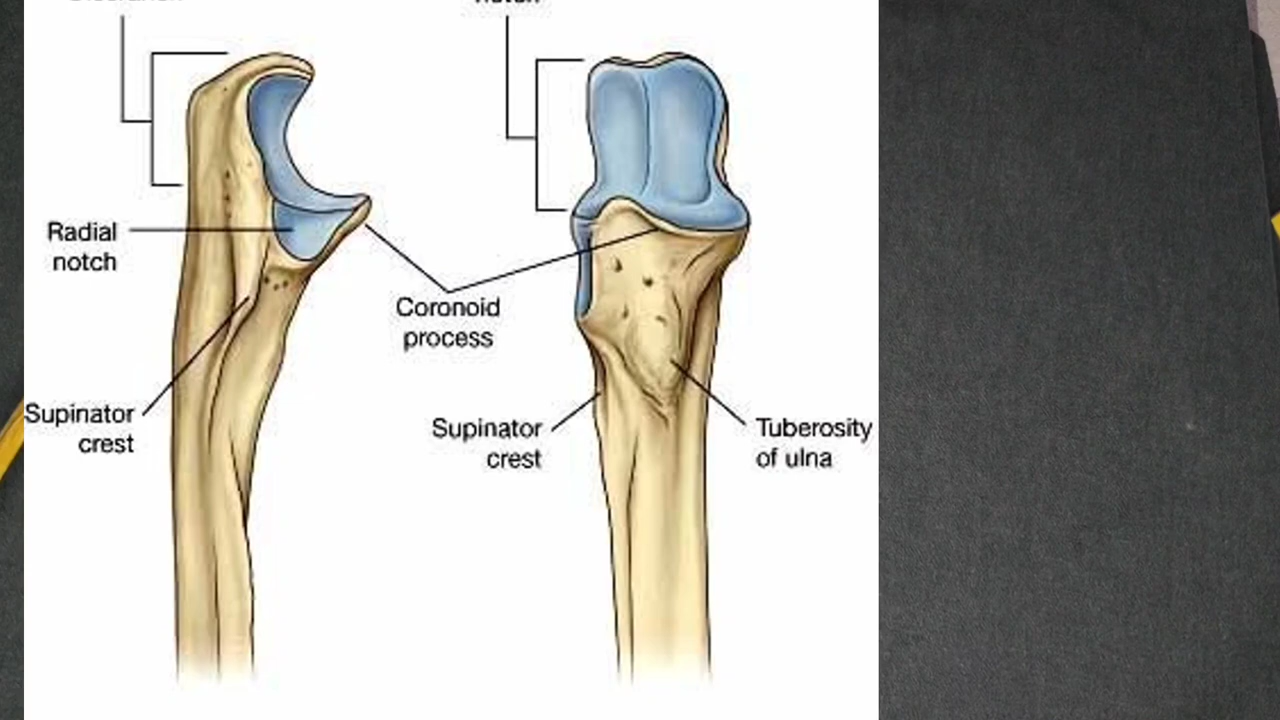 Radial
notch
Coronoid
process
Supinator
crest
Supinator
crest
Tuberosity
of ulna